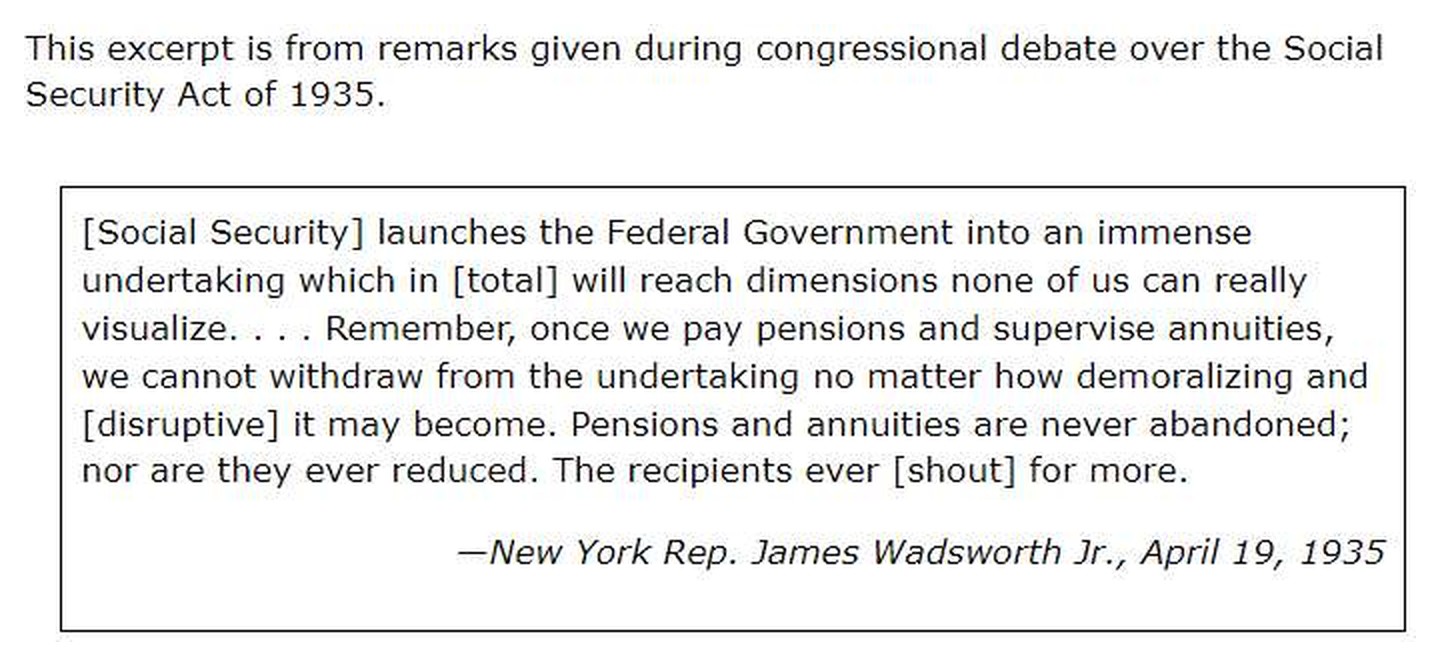 This excerpt is from remarks given during congressional debate over the Social
Security Act of 1935.
[Social Security] launches the Federal Government into an immense
undertaking which in [total] will reach dimensions none of us can really
visualize. . . . Remember, once we pay pensions and supervise annuities,
we cannot withdraw from the undertaking no matter how demoralizing and
[disruptive] it may become. Pensions and annuities are never abandoned;
nor are they ever reduced. The recipients ever [shout] for more.
—New York Rep. James Wadsworth Jr., April 19, 1935